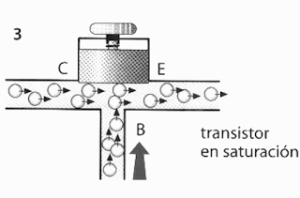 3
C E
B
transistor
en saturación